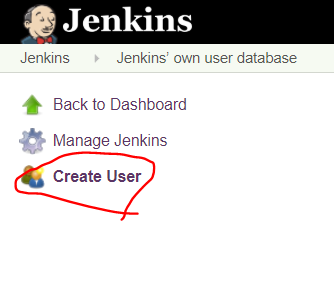 Jenkins
Jenkins Jenkins’ own user database
Back to Dashboard
Manage Jenkins
Create User